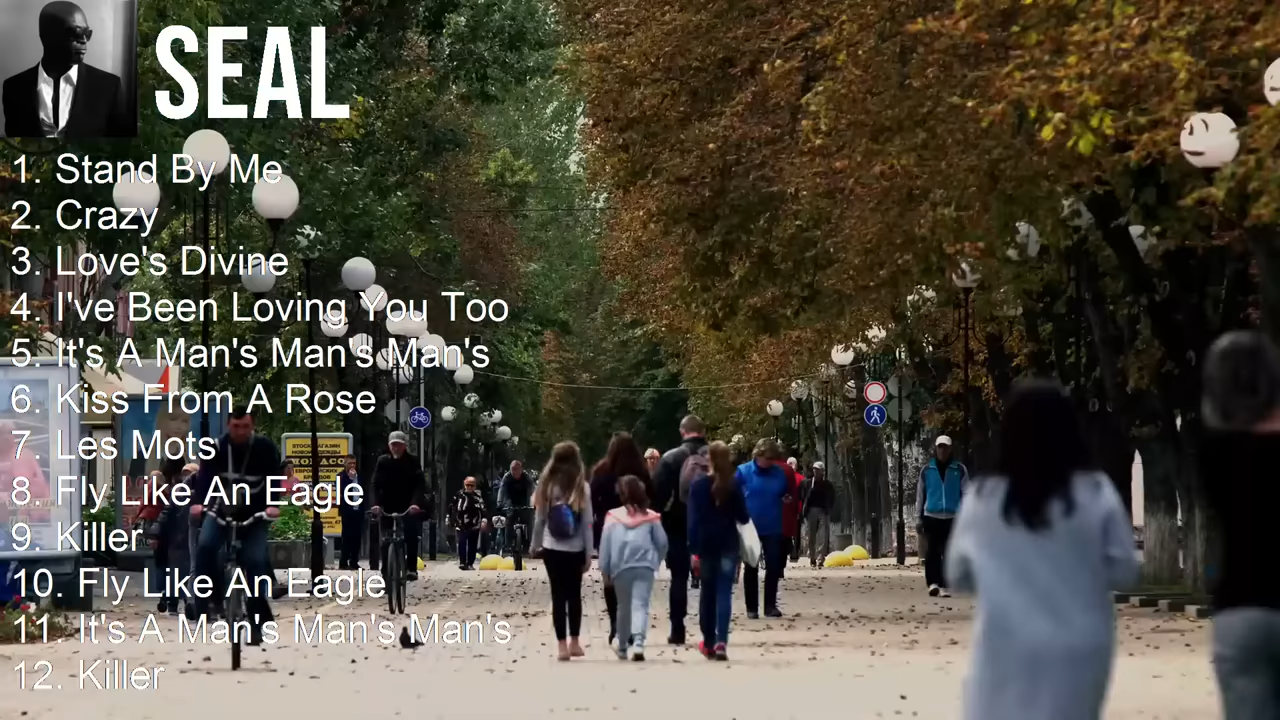 SEAL
1. Stand By Me
2. Crazy
3. Love's Divine
4. I've Been Loving You Too
5. It's A Man's Man's Man's
6. Kiss From A Rose
7. Les Mots
8. Fly Like An Eagle
9. Killer
10. Fly Like An Eagle
11. It's A Man's Man's Man's
12. Killer